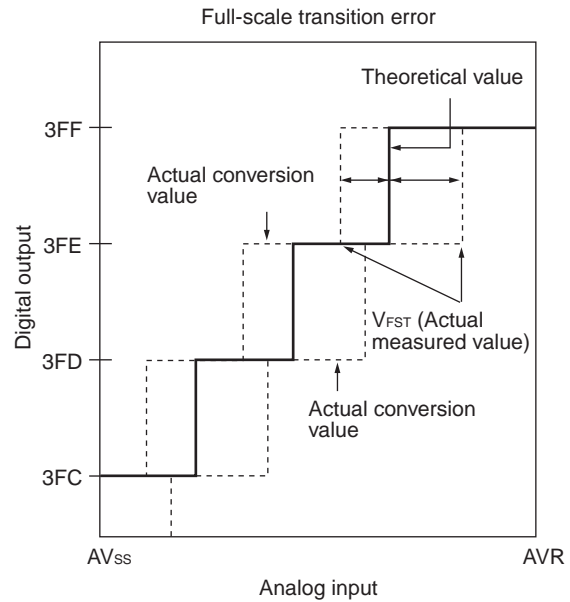 Full-scale transition error
Theoretical value
3FF
Actual conversion
value
3FE
Digital output
VFST (Actual
measured value)
3FD
Actual conversion
value
3FC
AVSS
AVR
Analog input